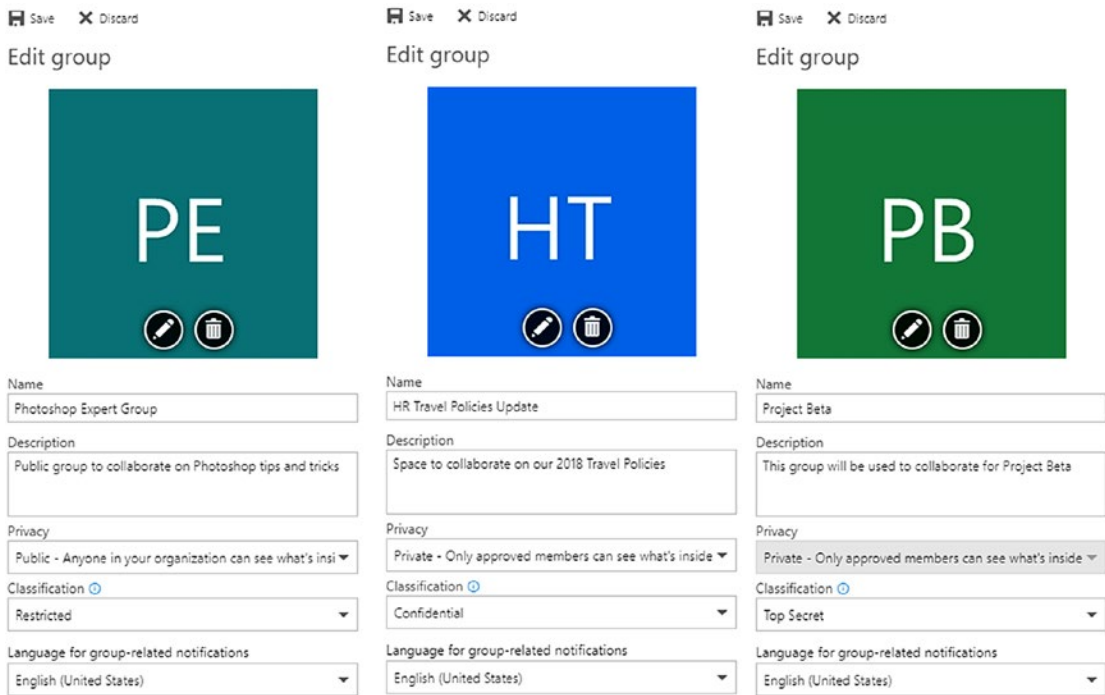 Save Discard
Edit group
PE
Name
Photoshop Expert Group
Description
Public group to collaborate on Photoshop tips and tricks
Privacy
Public - Anyone in your organization can see what's insi
Classification
Restricted
Language for group-related notifications
English (United States)
Save Discard
Edit group
HT
Name
HR Travel Policies Update
Description
Space to collaborate on our 2018 Travel Policies
Privacy
Private - Only approved members can see what's inside
Classification
Confidential
Language for group-related notifications
English (United States)
Save Discard
Edit group
PB
Name
Project Beta
Description
This group will be used to collaborate for Project Beta
Privacy
Private - Only approved members can see what's inside
Classification
Top Secret
Language for group-related notifications
English (United States)